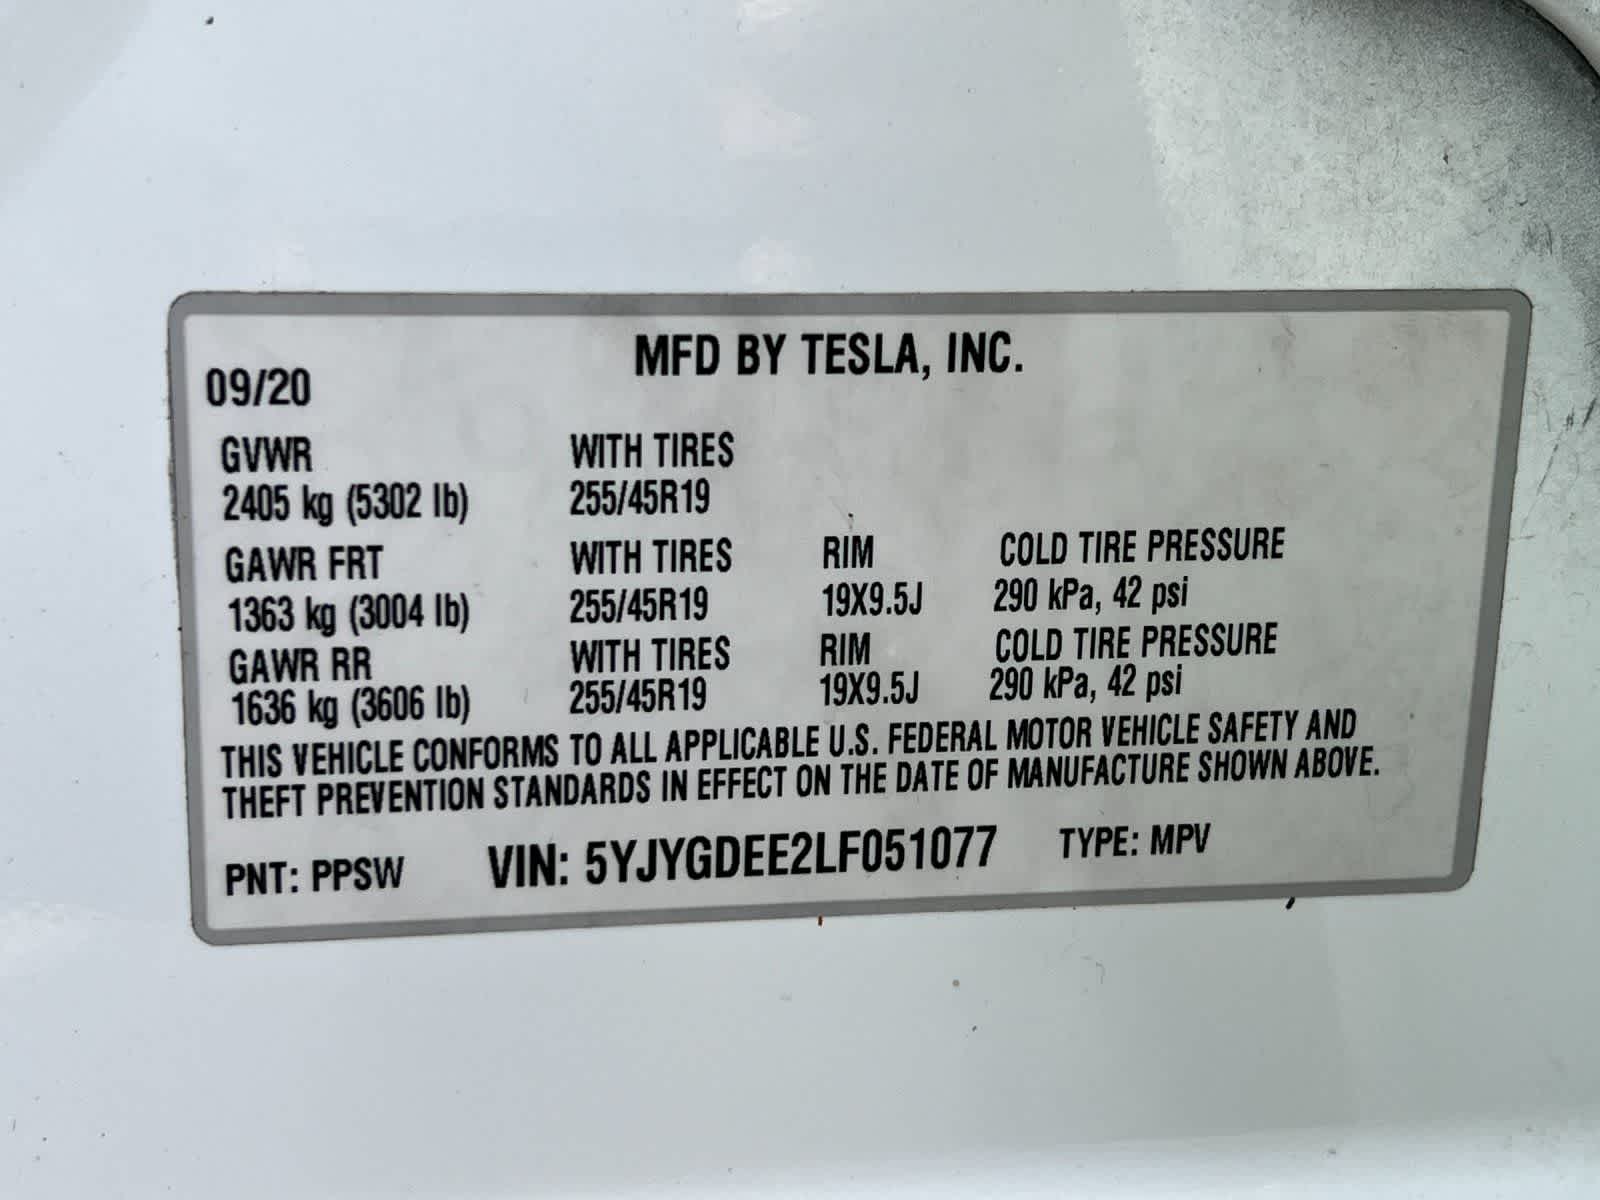 MFD BY TESLA, INC.
09/20
GVWR WITH TIRES
2405 kg (5302 lb) 255/45R19
GAWR FRT WITH TIRES RIM COLD TIRE PRESSURE
1363 kg (3004 lb) 255/45R19 19X9.5J 290 kPa, 42 psi
GAWR RR WITH TIRES RIM COLD TIRE PRESSURE
1636 kg (3606 lb) 255/45R19 19X9.5J 290 kPa, 42 psi
THIS VEHICLE CONFORMS TO ALL APPLICABLE U.S. FEDERAL MOTOR VEHICLE SAFETY AND
THEFT PREVENTION STANDARDS IN EFFECT ON THE DATE OF MANUFACTURE SHOWN ABOVE.
PNT: PPSW VIN: 5YJYGDEE2LF051077 TYPE: MPV